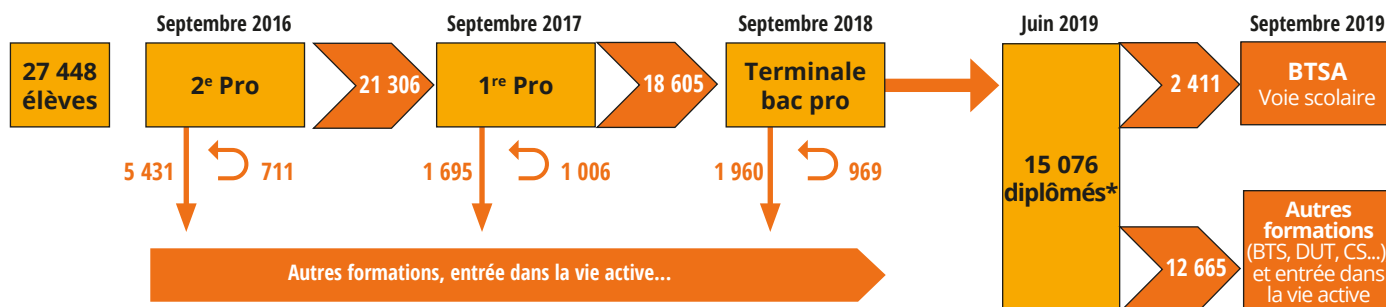 Septembre 2016
Septembre 2017
Septembre 2018
Juin 2019
Septembre 2019
27 448
élèves
2e Pro
21 306
1re Pro
18 605
Terminale
bac pro
2 411
BTSA
Voie scolaire
5 431
711
1 695
1 006
1 960
969
15 076
diplômés*
Autres formations, entrée dans la vie active...
12 665
Autres
formations
(BTS, DUT, CS...)
et entrée dans
la vie active